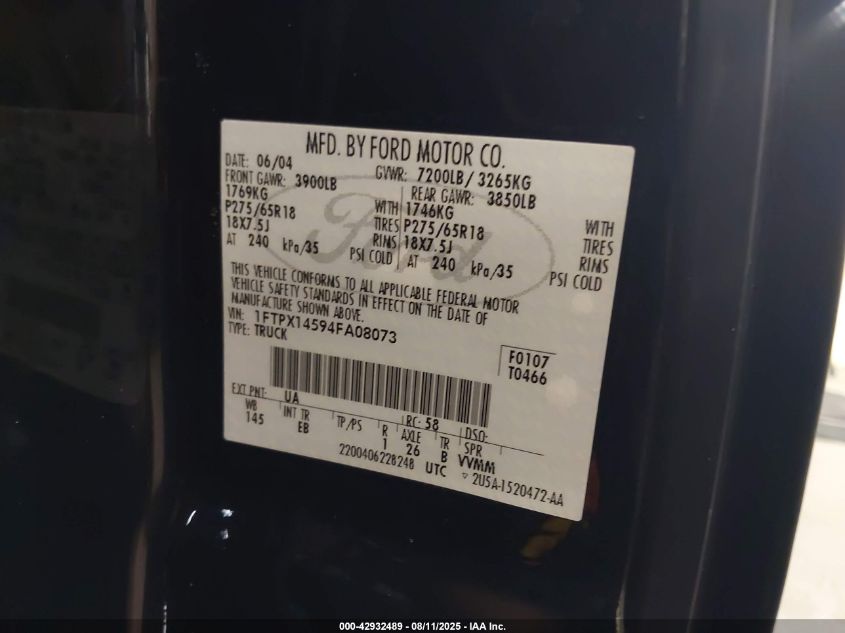 MFD. BY FORD MOTOR CO.
DATE: 06/04 GVWR: 7200LB/ 3265KG
FRONT GAWR: 3900LB REAR GAWR: 3850LB
1769KG WITH 1746KG WITH
P275/65R18 TIRES P275/65R18 TIRES
18X7.5J RIMS 18X7.5J RIMS
AT 240 kPa/35 PSI COLD AT 240 kPa/35 PSI COLD
Ford
THIS VEHICLE CONFORMS TO ALL APPLICABLE FEDERAL MOTOR
VEHICLE SAFETY STANDARDS IN EFFECT ON THE DATE OF
MANUFACTURE SHOWN ABOVE.
VIN: 1FTPX14594FA08073
TYPE: TRUCK
F0107
T0466
EXT PNT: UA RC: 58 DSO:
WB INT TR TP/PS R AXLE TR SPR
145 EB 1 26 B VVMM
2200406228248 UTC ▽ 2U5A-1520472-AA
000-42932489 - 08/11/2025 - IAA Inc.